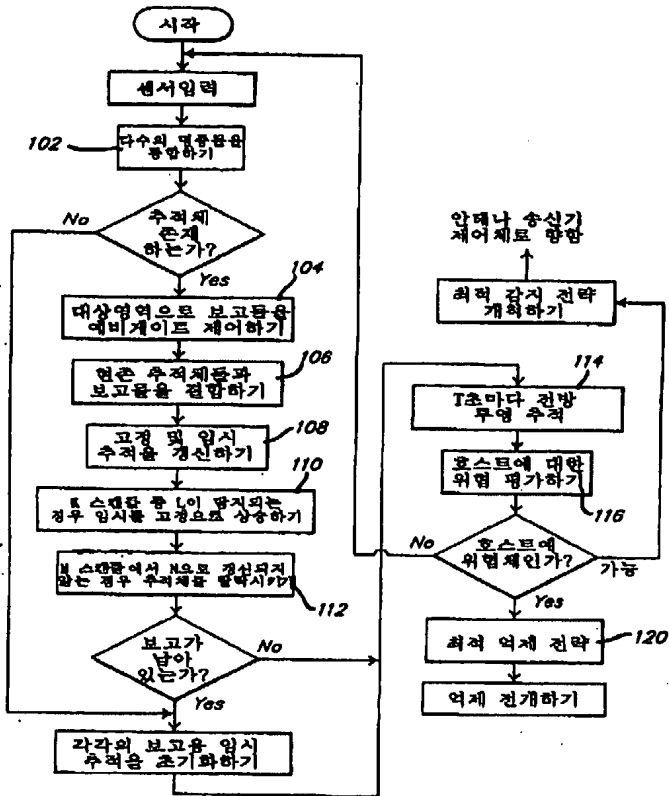 시작
센서입력
102
다수의 명중물을
통합하기
추적체
존재
하는가?
No
Yes
104
대상영역으로 보고들을
예비게이트 제어하기
106
현존 추적체들과
보고들을 결합하기
108
고정 및 임시
추적을 갱신하기
110
스캔들 중 L이 탐지되는
경우 임시를 고정으로 상승하기
스캔들에서 N으로 갱신되지
않는 경우 추적체를 탈락시키기
112
보고가
남아
있는가?
No
Yes
각각의 보고용 임시
추적을 초기화하기
안테나 송신기
제어체로 향함
최적 감지 전략
개척하기
114
T초마다 전방
추적
호스트에 대한
위협 평가하기
116
No
호스트에
위협체인가?
가능
Yes
최적 억제 전략
120
억제 전개하기